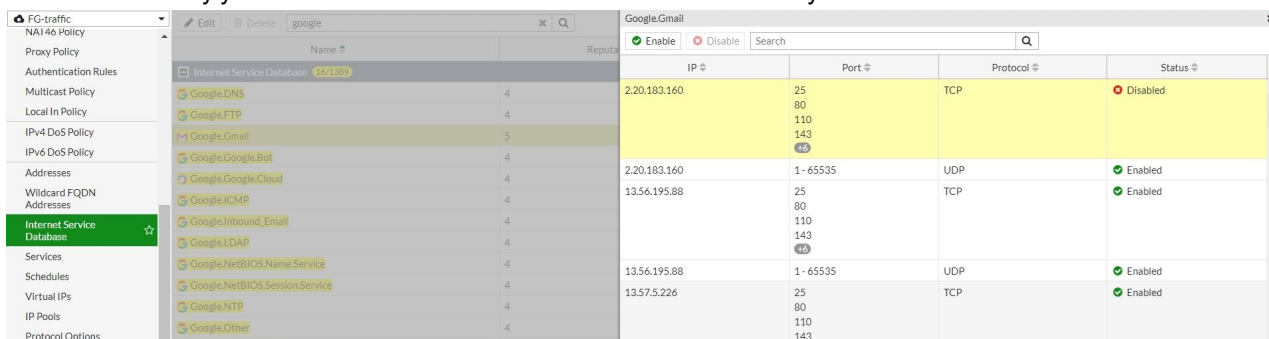 FG-traffic
NAT46 Policy
Proxy Policy
Authentication Rules
Multicast Policy
Local In Policy
IPv4 DoS Policy
IPv6 DoS Policy
Addresses
Wildcard FQDN
Addresses
Internet Service
Database
Services
Schedules
Virtual IPs
IP Pools
Protocol Options
Edit Delete google
Name Reputa
Internet Service Database 16/1389
Google.DNS 4
Google.FTP 4
Google.Gmail 5
Google.Google.Bot 4
Google.Google.Cloud 4
Google.ICMP 4
Google.Inbound_Email 4
Google.LDAP 4
Google.NetBIOS.Name.Service 4
Google.NetBIOS.Session.Service 4
Google.NTP 4
Google.Other 4
Google.Gmail
Enable Disable Search
IP Port Protocol Status
2.20.183.160 25 TCP Disabled
80
110
143
+6
2.20.183.160 1 - 65535 UDP Enabled
13.56.195.88 25 TCP Enabled
80
110
143
+6
13.56.195.88 1 - 65535 UDP Enabled
13.57.5.226 25 TCP Enabled
80
110
143